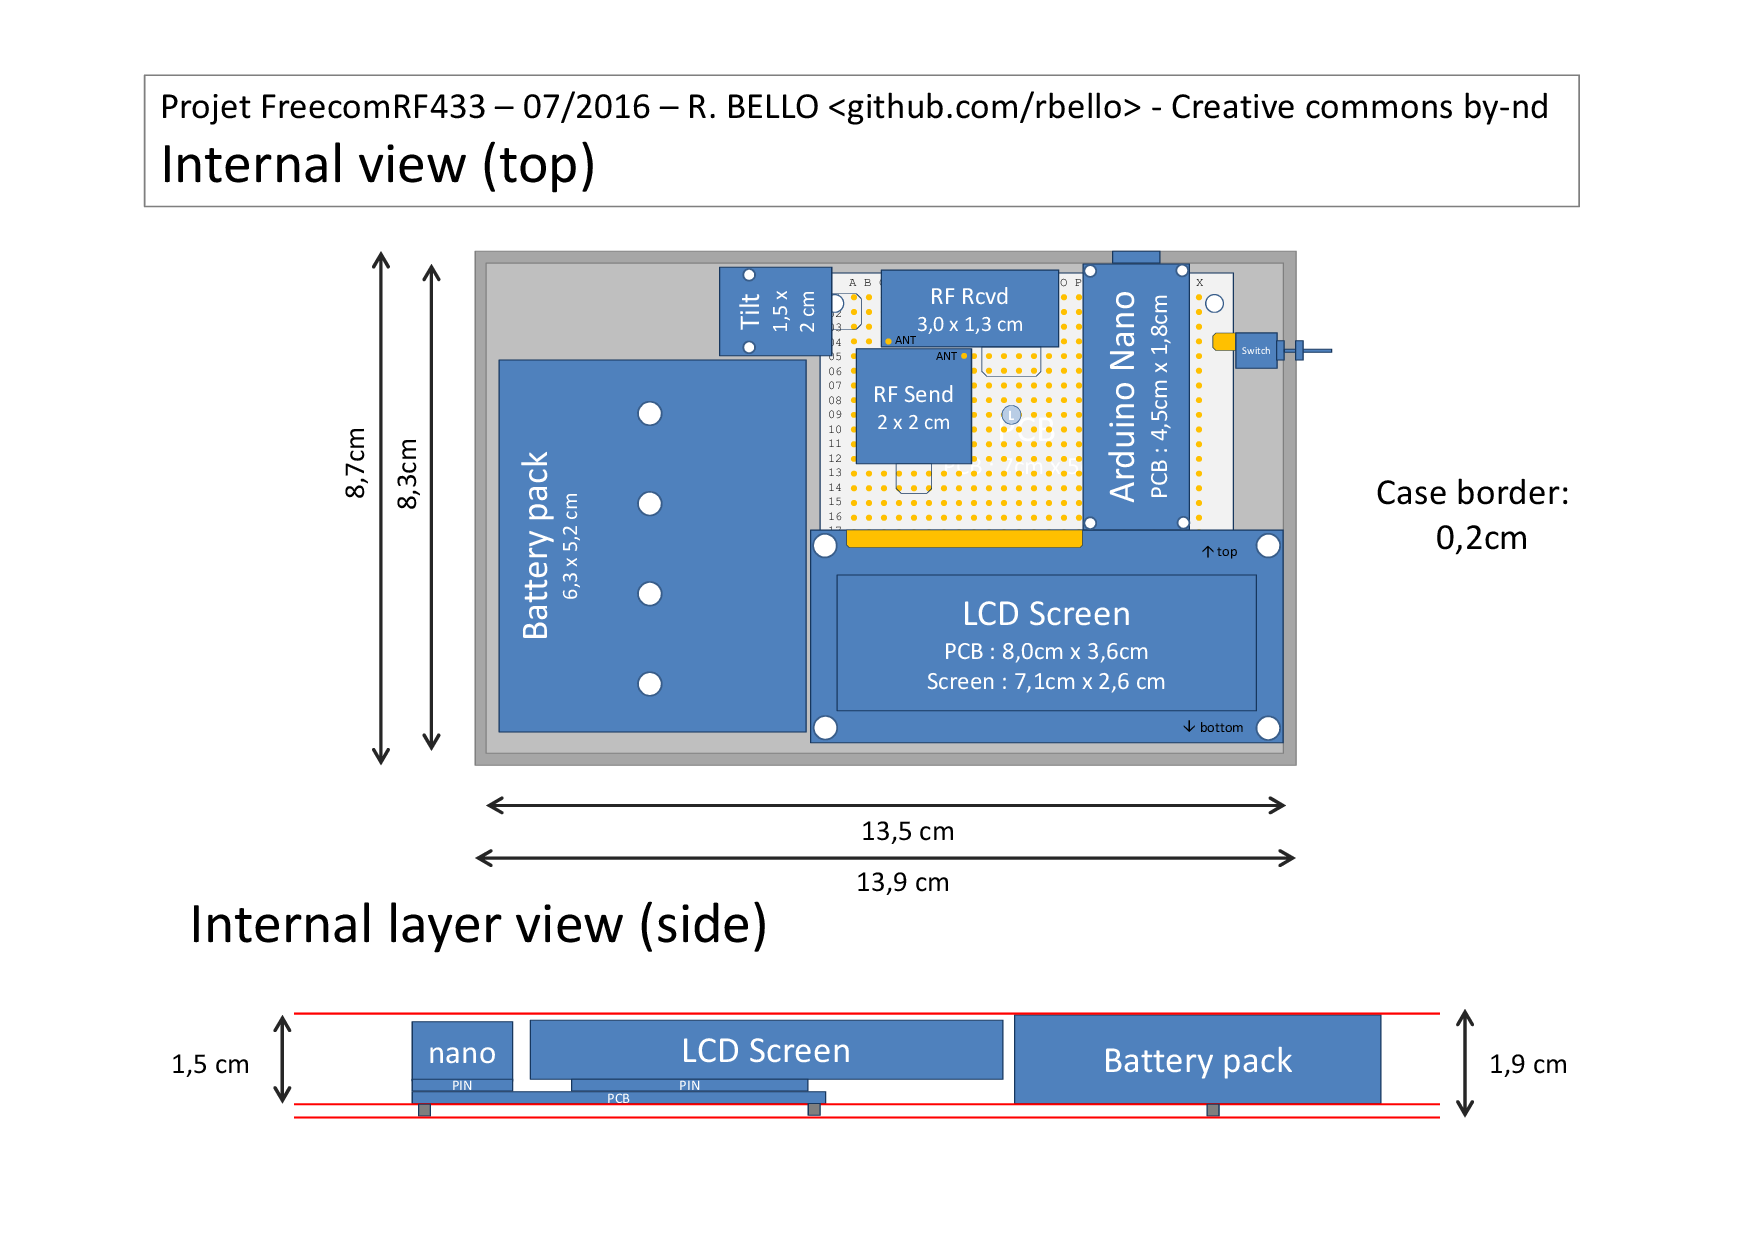 Projet FreecomRF433 – 07/2016 – R. BELLO <github.com/rbello> - Creative commons by-nd
Internal view (top)
8,7cm
8,3cm
Tilt
1,5 x
2 cm
A B
O P
X
RF Rcvd
3,0 x 1,3 cm
ANT
ANT
RF Send
2 x 2 cm
L
PCB
Arduino Nano
PCB : 4,5cm x 1,8cm
Switch
02
03
04
05
06
07
08
09
10
11
12
13
14
15
16
Battery pack
6,3 x 5,2 cm
↑ top
LCD Screen
PCB : 8,0cm x 3,6cm
Screen : 7,1cm x 2,6 cm
↓ bottom
Case border:
0,2cm
13,5 cm
13,9 cm
Internal layer view (side)
1,5 cm
nano
PIN
LCD Screen
PIN
PCB
Battery pack
1,9 cm